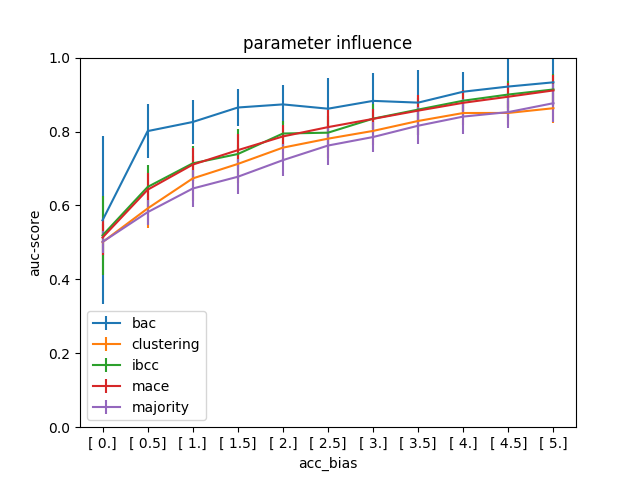 parameter influence
auc-score
1.0
0.8
0.6
0.4
0.2
0.0
bac
clustering
ibcc
mace
majority
[ 0.] [ 0.5] [ 1.] [ 1.5] [ 2.] [ 2.5] [ 3.] [ 3.5] [ 4.] [ 4.5] [ 5.]
acc_bias